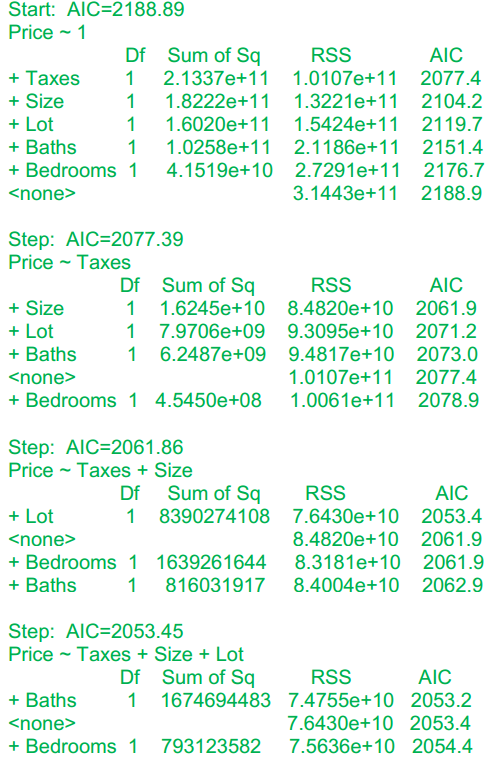 Start: AIC=2188.89
Price ~ 1
Df Sum of Sq RSS AIC
+ Taxes 1 2.1337e+11 1.0107e+11 2077.4
+ Size 1 1.8222e+11 1.3221e+11 2104.2
+ Lot 1 1.6020e+11 1.5424e+11 2119.7
+ Baths 1 1.0258e+11 2.1186e+11 2151.4
+ Bedrooms 1 4.1519e+10 2.7291e+11 2176.7
<none> 3.1443e+11 2188.9
Step: AIC=2077.39
Price ~ Taxes
Df Sum of Sq RSS AIC
+ Size 1 1.6245e+10 8.4820e+10 2061.9
+ Lot 1 7.9706e+09 9.3095e+10 2071.2
+ Baths 1 6.2487e+09 9.4817e+10 2073.0
<none> 1.0107e+11 2077.4
+ Bedrooms 1 4.5450e+08 1.0061e+11 2078.9
Step: AIC=2061.86
Price ~ Taxes + Size
Df Sum of Sq RSS AIC
+ Lot 1 8390274108 7.6430e+10 2053.4
<none> 8.4820e+10 2061.9
+ Bedrooms 1 1639261644 8.3181e+10 2061.9
+ Baths 1 816031917 8.4004e+10 2062.9
Step: AIC=2053.45
Price ~ Taxes + Size + Lot
Df Sum of Sq RSS AIC
+ Baths 1 1674694483 7.4755e+10 2053.2
<none> 7.6430e+10 2053.4
+ Bedrooms 1 793123582 7.5636e+10 2054.4